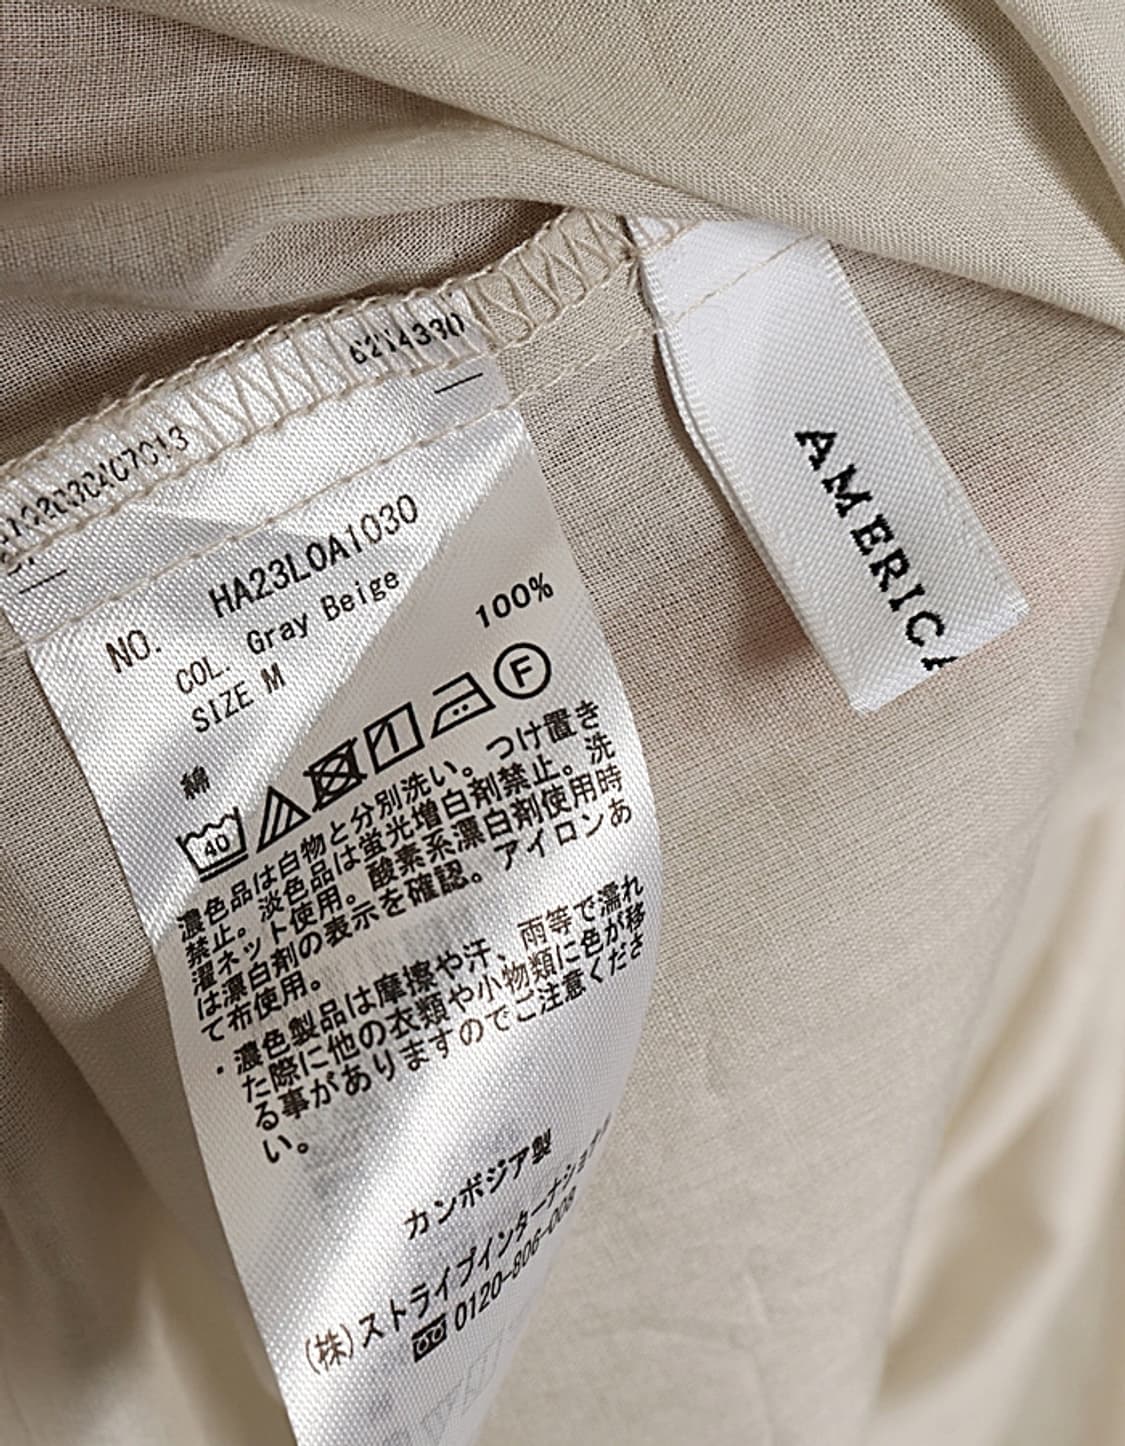 6214330
NO. HA23L0A1030
COL. Gray Beige
SIZE M
綿 100%
40
F
濃色品は白物と分別洗い。つけ置き
禁止。淡色品は蛍光増白剤禁止。洗
濯ネット使用。酸素系漂白剤使用時
は漂白剤の表示を確認。アイロンあ
て布使用。
・濃色製品は摩擦や汗、雨等で濡れ
た際に他の衣類や小物類に色が移
る事がありますのでご注意くださ
い。
カンボジア製
(株)ストライプインターナショナル
0120-806-008
AMERICA